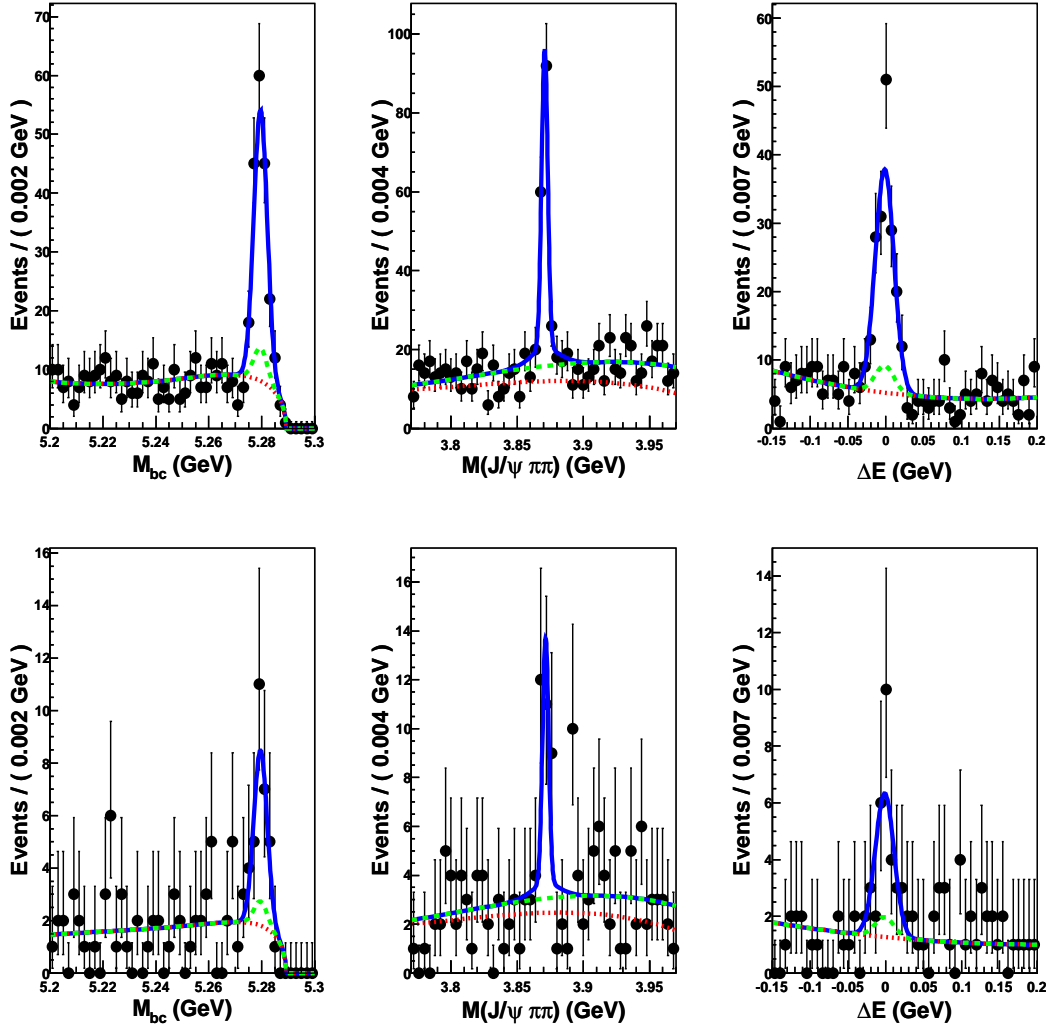 70
60
50
40
30
20
10
0
Events / ( 0.002 GeV )
5.2 5.22 5.24 5.26 5.28 5.3
M_bc (GeV)
100
80
60
40
20
0
Events / ( 0.004 GeV )
3.8 3.85 3.9 3.95
M(J/ψ ππ) (GeV)
60
50
40
30
20
10
0
Events / ( 0.007 GeV )
-0.15 -0.1 -0.05 0 0.05 0.1 0.15 0.2
ΔE (GeV)
16
14
12
10
8
6
4
2
0
Events / ( 0.002 GeV )
5.2 5.22 5.24 5.26 5.28 5.3
M_bc (GeV)
16
14
12
10
8
6
4
2
0
Events / ( 0.004 GeV )
3.8 3.85 3.9 3.95
M(J/ψ ππ) (GeV)
14
12
10
8
6
4
2
0
Events / ( 0.007 GeV )
-0.15 -0.1 -0.05 0 0.05 0.1 0.15 0.2
ΔE (GeV)